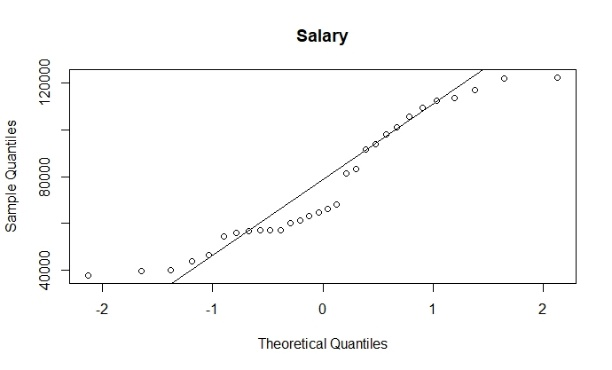 Salary
120000
80000
40000
Sample Quantiles
-2 -1 0 1 2
Theoretical Quantiles